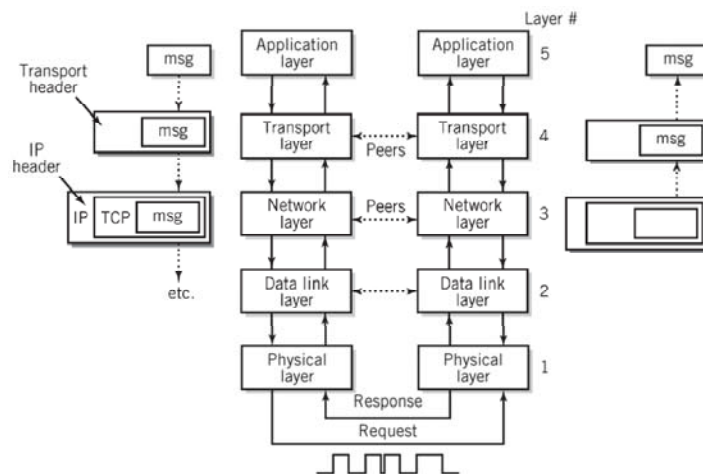 Layer #
msg
Application
layer
Application
layer
5
msg
Transport
header
msg
Transport
layer
Peers
Transport
layer
4
msg
IP
header
IP
TCP
msg
Network
layer
Peers
Network
layer
3
etc.
Data link
layer
Data link
layer
2
Physical
layer
Physical
layer
1
Response
Request